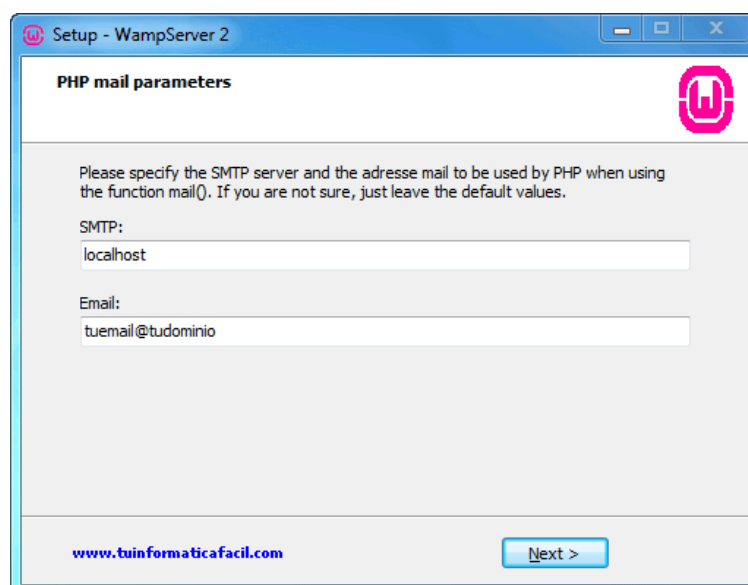 Setup - WampServer 2
PHP mail parameters
Please specify the SMTP server and the adresse mail to be used by PHP when using
the function mail(). If you are not sure, just leave the default values.
SMTP:
localhost
Email:
tuemail@tudominio
www.tuinformaticafacil.com
Next >